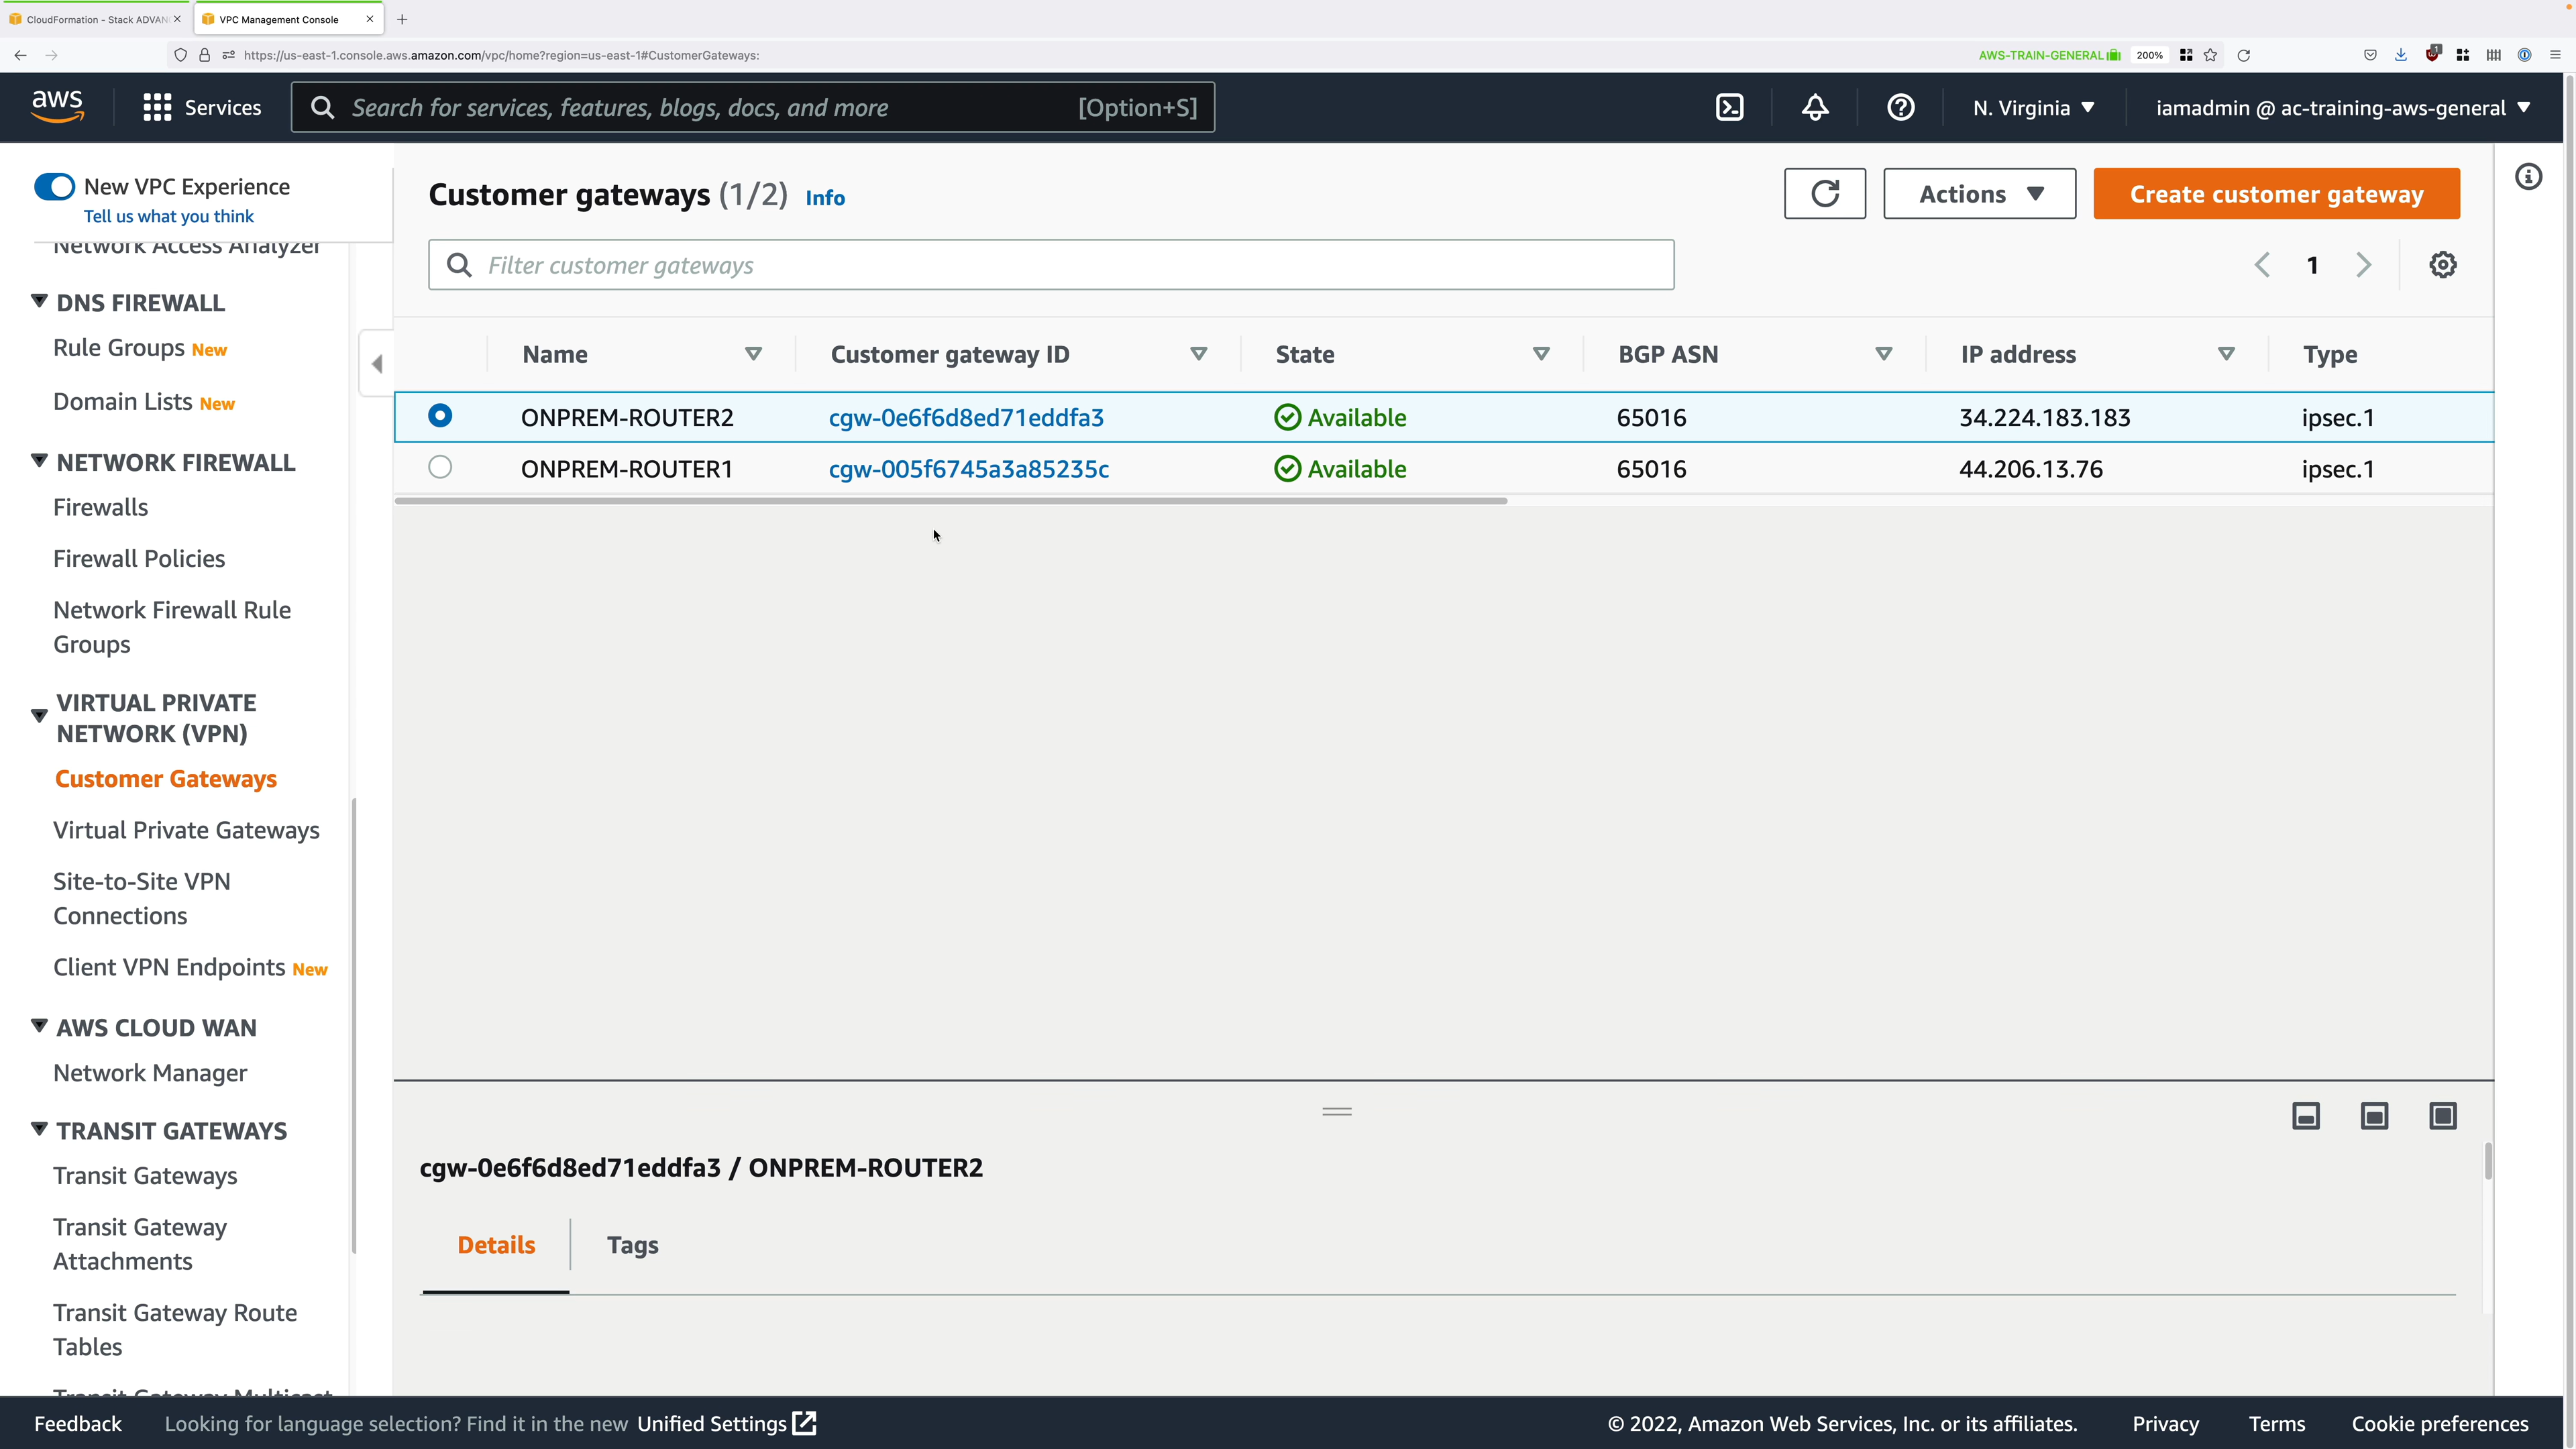 CloudFormation - Stack ADVAN
VPC Management Console
https://us-east-1.console.aws.amazon.com/vpc/home?region=us-east-1#CustomerGateways:
AWS-TRAIN-GENERAL
200%
1
aws
Services
Search for services, features, blogs, docs, and more
[Option+S]
N. Virginia
iamadmin @ ac-training-aws-general
New VPC Experience
Tell us what you think
Network Access Analyzer
DNS FIREWALL
Rule Groups New
Domain Lists New
NETWORK FIREWALL
Firewalls
Firewall Policies
Network Firewall Rule
Groups
VIRTUAL PRIVATE
NETWORK (VPN)
Customer Gateways
Virtual Private Gateways
Site-to-Site VPN
Connections
Client VPN Endpoints New
AWS CLOUD WAN
Network Manager
TRANSIT GATEWAYS
Transit Gateways
Transit Gateway
Attachments
Transit Gateway Route
Tables
Transit Gateway Multicast
Customer gateways (1/2) Info
Actions
Create customer gateway
Filter customer gateways
1
Name Customer gateway ID State BGP ASN IP address Type
ONPREM-ROUTER2 cgw-0e6f6d8ed71eddfa3 Available 65016 34.224.183.183 ipsec.1
ONPREM-ROUTER1 cgw-005f6745a3a85235c Available 65016 44.206.13.76 ipsec.1
cgw-0e6f6d8ed71eddfa3 / ONPREM-ROUTER2
Details
Tags
Feedback
Looking for language selection? Find it in the new Unified Settings
© 2022, Amazon Web Services, Inc. or its affiliates.
Privacy
Terms
Cookie preferences